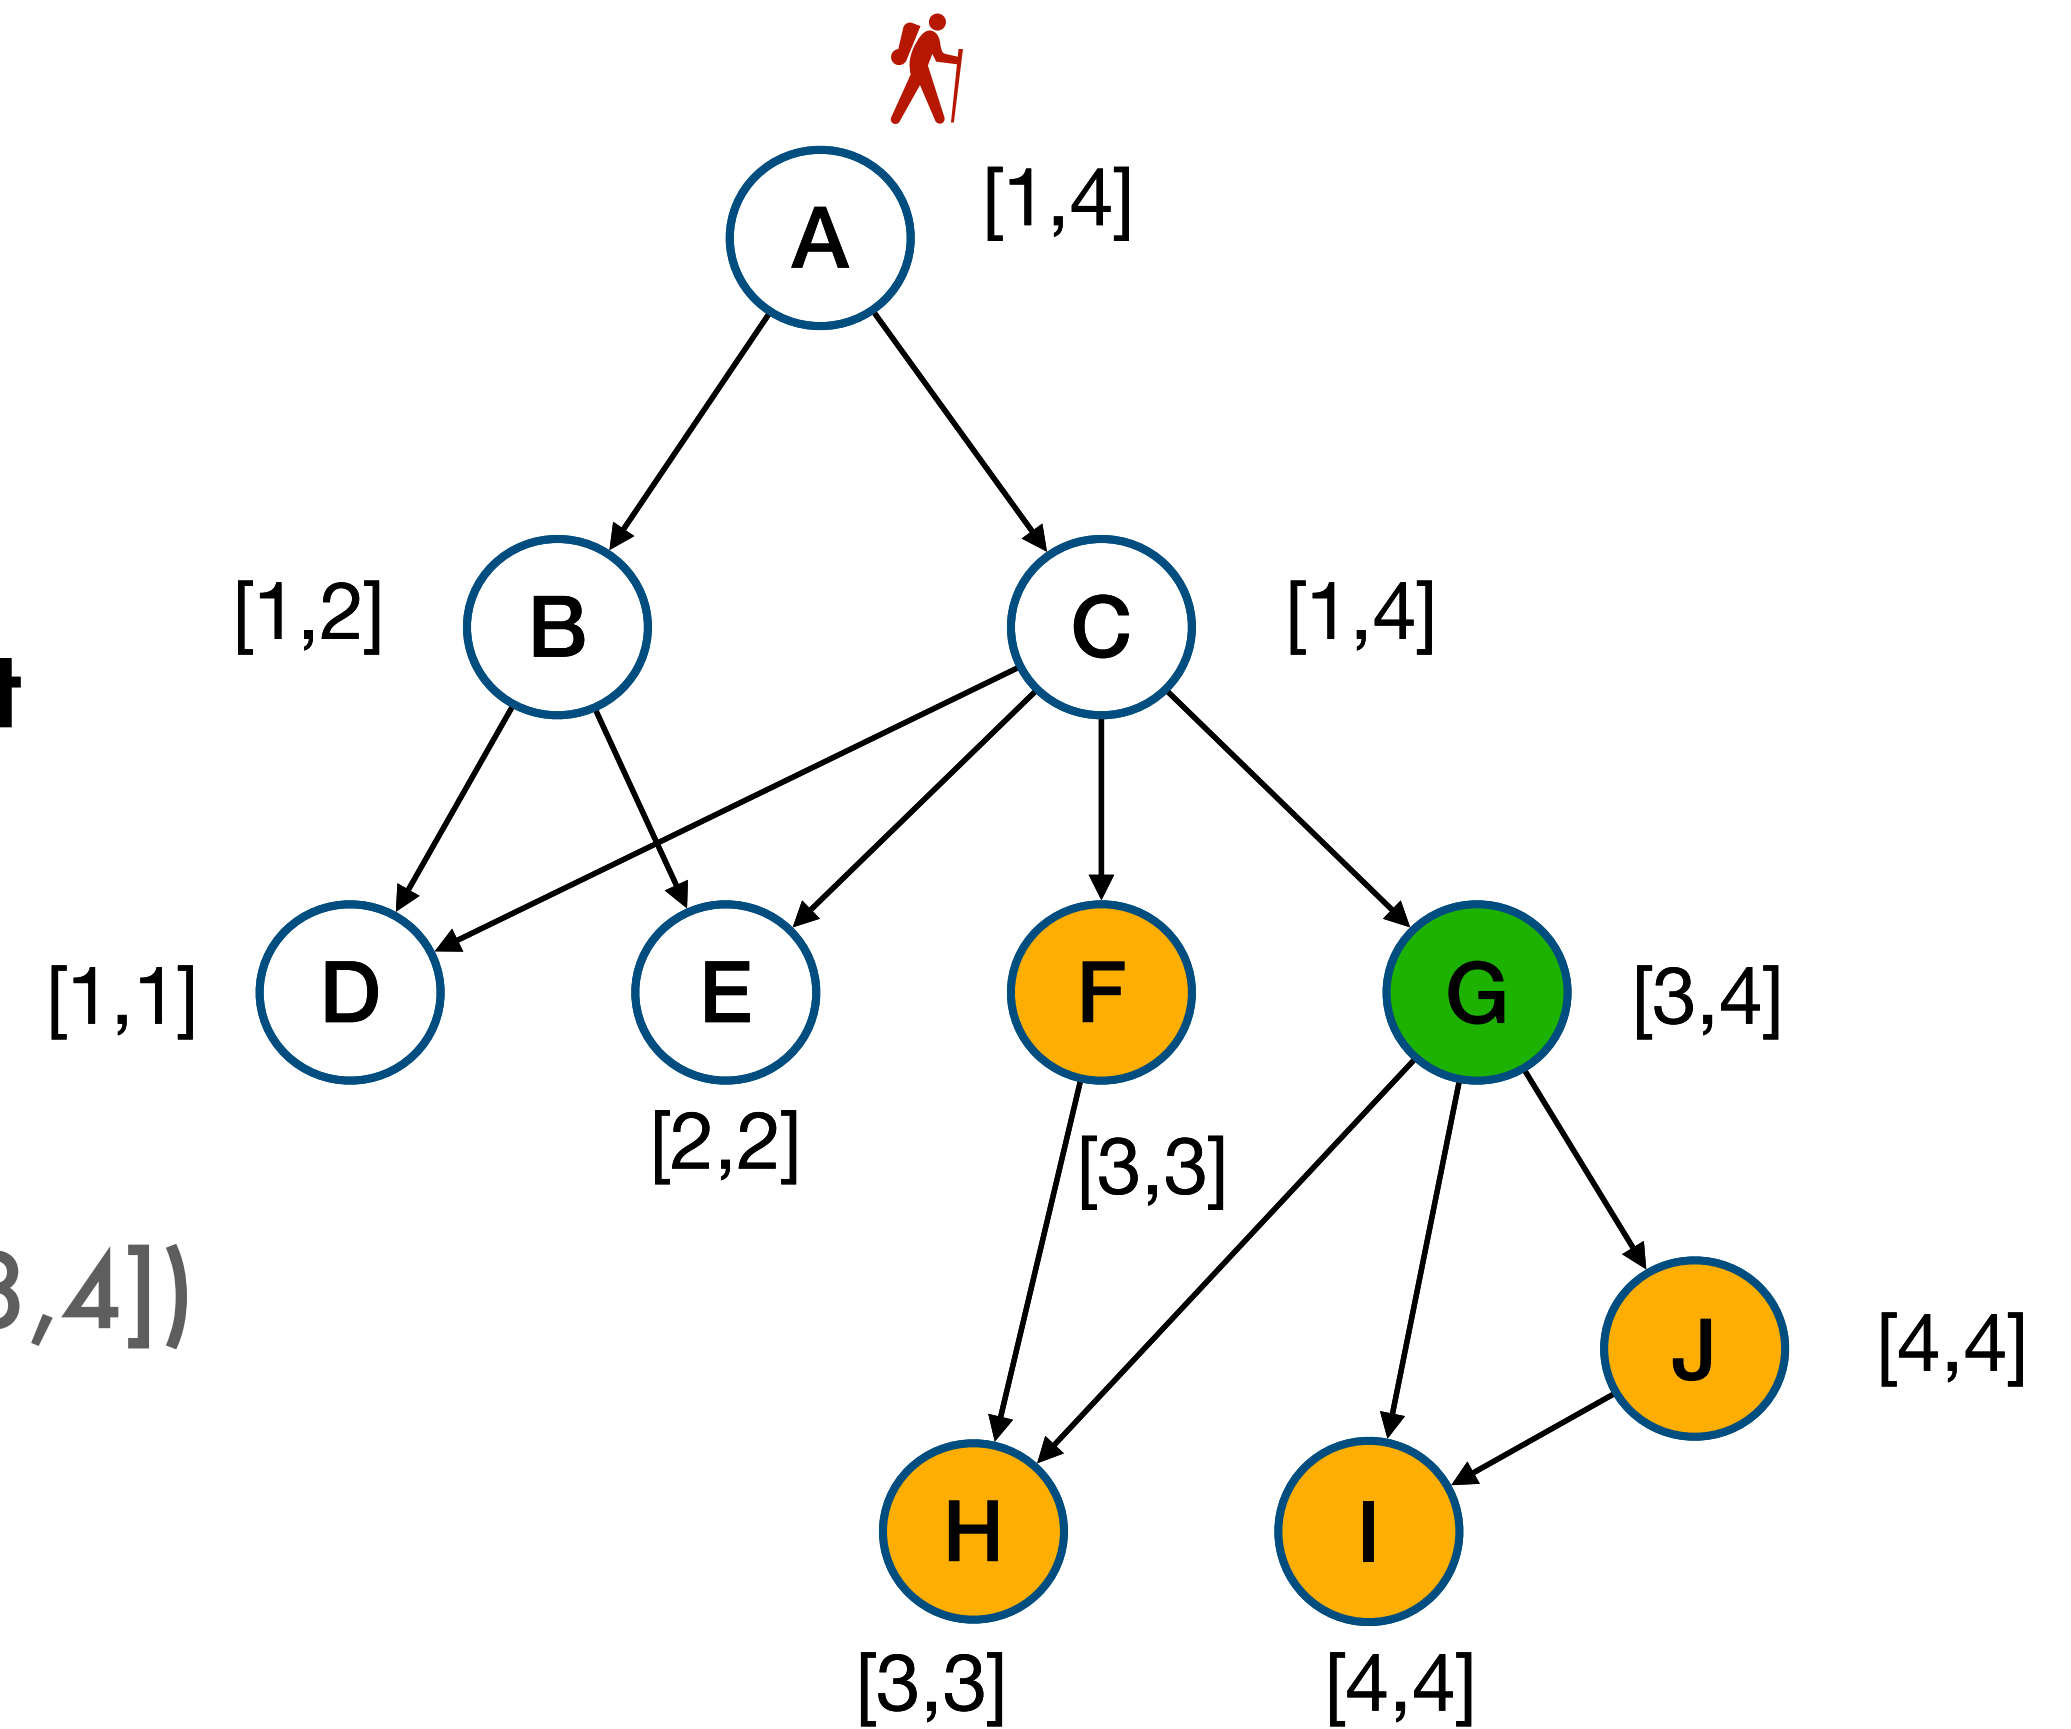 A [1,4]
[1,2] B C [1,4]
[1,1] D E F G [3,4]
[2,2] [3,3]
3,4])
J [4,4]
H I
[3,3] [4,4]